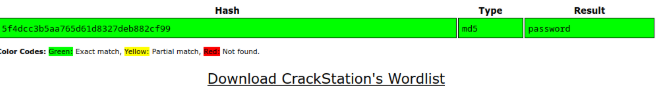 Hash Type Result
5f4dcc3b5aa765d61d8327deb882cf99 md5 password
Color Codes: Green: Exact match, Yellow: Partial match, Red: Not found.
Download CrackStation's Wordlist